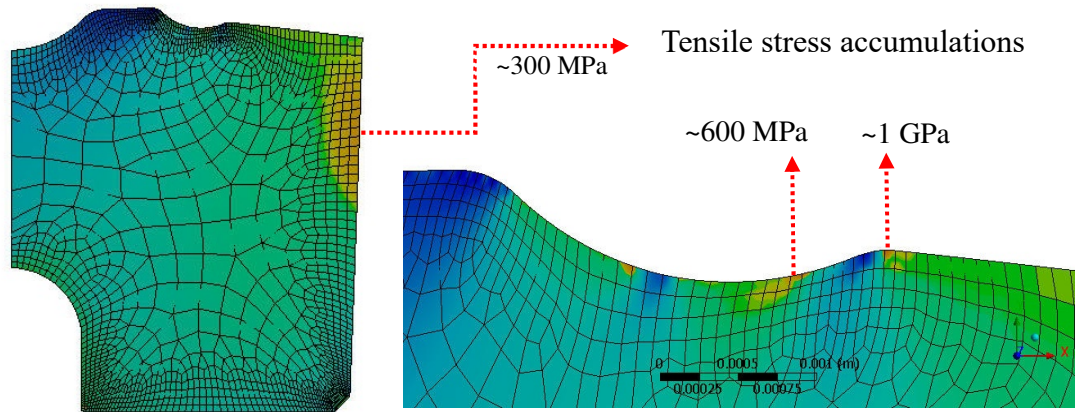 Tensile stress accumulations
~300 MPa
~600 MPa
~1 GPa
0
0.0005
0.001 (m)
0.00025
0.00075
X